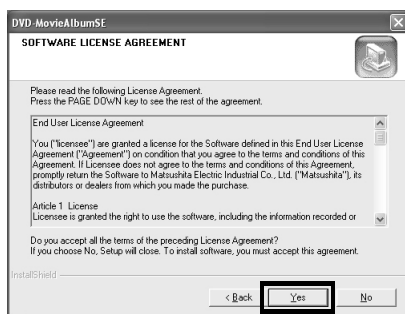 DVD-MovieAlbumSE
SOFTWARE LICENSE AGREEMENT
Please read the following License Agreement.
Press the PAGE DOWN key to see the rest of the agreement.
End User License Agreement
You ("licensee") are granted a license for the Software defined in this End User License
Agreement ("Agreement") on condition that you agree to the terms and conditions of this
Agreement. If Licensee does not agree to the terms and conditions of this Agreement,
promptly return the Software to Matsushita Electric Industrial Co., Ltd. ("Matsushita"), its
distributors or dealers from which you made the purchase.
Article 1 License
Licensee is granted the right to use the software, including the information recorded or
Do you accept all the terms of the preceding License Agreement?
If you choose No, Setup will close. To install software, you must accept this agreement.
InstallShield
< Back
Yes
No